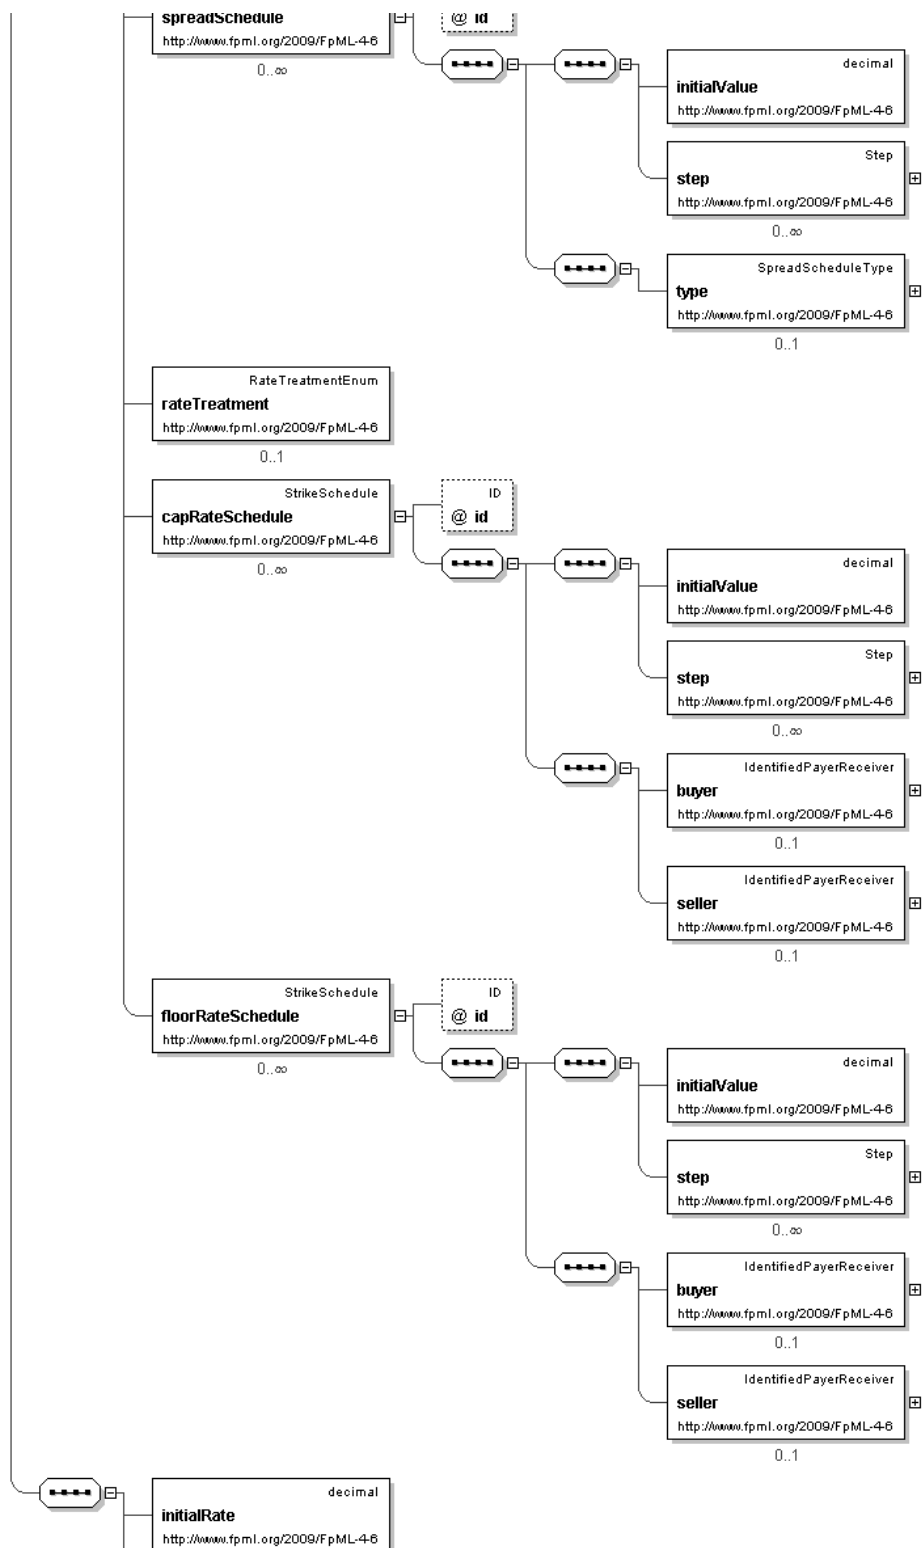 spreadSchedule
http://www.fpml.org/2009/FpML-4-6
0..∞
@ id
decimal
initialValue
http://www.fpml.org/2009/FpML-4-6
Step
step
http://www.fpml.org/2009/FpML-4-6
0..∞
SpreadScheduleType
type
http://www.fpml.org/2009/FpML-4-6
0..1
RateTreatmentEnum
rateTreatment
http://www.fpml.org/2009/FpML-4-6
0..1
StrikeSchedule
capRateSchedule
http://www.fpml.org/2009/FpML-4-6
0..∞
ID
@ id
decimal
initialValue
http://www.fpml.org/2009/FpML-4-6
Step
step
http://www.fpml.org/2009/FpML-4-6
0..∞
IdentifiedPayerReceiver
buyer
http://www.fpml.org/2009/FpML-4-6
0..1
IdentifiedPayerReceiver
seller
http://www.fpml.org/2009/FpML-4-6
0..1
StrikeSchedule
floorRateSchedule
http://www.fpml.org/2009/FpML-4-6
0..∞
ID
@ id
decimal
initialValue
http://www.fpml.org/2009/FpML-4-6
Step
step
http://www.fpml.org/2009/FpML-4-6
0..∞
IdentifiedPayerReceiver
buyer
http://www.fpml.org/2009/FpML-4-6
0..1
IdentifiedPayerReceiver
seller
http://www.fpml.org/2009/FpML-4-6
0..1
decimal
initialRate
http://www.fpml.org/2009/FpML-4-6